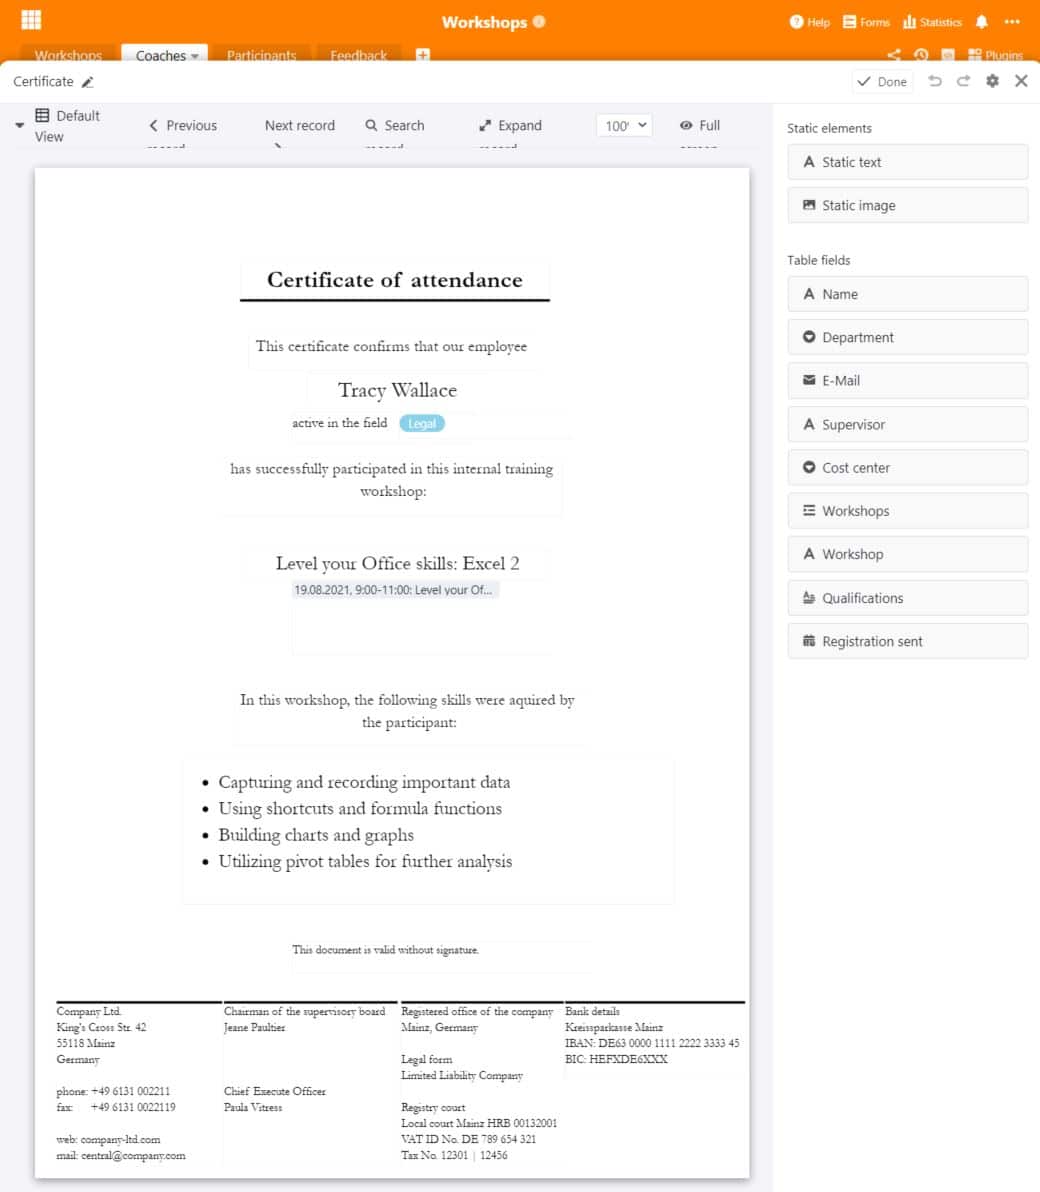 Workshops
Help
Forms
Statistics
Workshops
Coaches
Participants
Feedback
Plugins
Certificate
Done
Default
View
Previous
Next record
Search
Expand
100
Full
Static elements
Static text
Static image
Table fields
Name
Department
E-Mail
Supervisor
Cost center
Workshops
Workshop
Qualifications
Registration sent
Certificate of attendance
This certificate confirms that our employee
Tracy Wallace
active in the field Legal
has successfully participated in this internal training
workshop:
Level your Office skills: Excel 2
19.08.2021, 9:00-11:00: Level your Of...
In this workshop, the following skills were aquired by
the participant:
• Capturing and recording important data
• Using shortcuts and formula functions
• Building charts and graphs
• Utilizing pivot tables for further analysis
This document is valid without signature.
Company Ltd.
King's Cross Str. 42
55118 Mainz
Germany
phone: +49 6131 002211
fax: +49 6131 0022119
web: company-ltd.com
mail: central@company.com
Chairman of the supervisory board
Jeane Paultier
Chief Execute Officer
Paula Vitress
Registered office of the company
Mainz, Germany
Legal form
Limited Liability Company
Registry court
Local court Mainz HRB 00132001
VAT ID No. DE 789 654 321
Tax No. 12301 | 12456
Bank details
Kreissparkasse Mainz
IBAN: DE63 0000 1111 2222 3333 45
BIC: HEFXDE6XXX